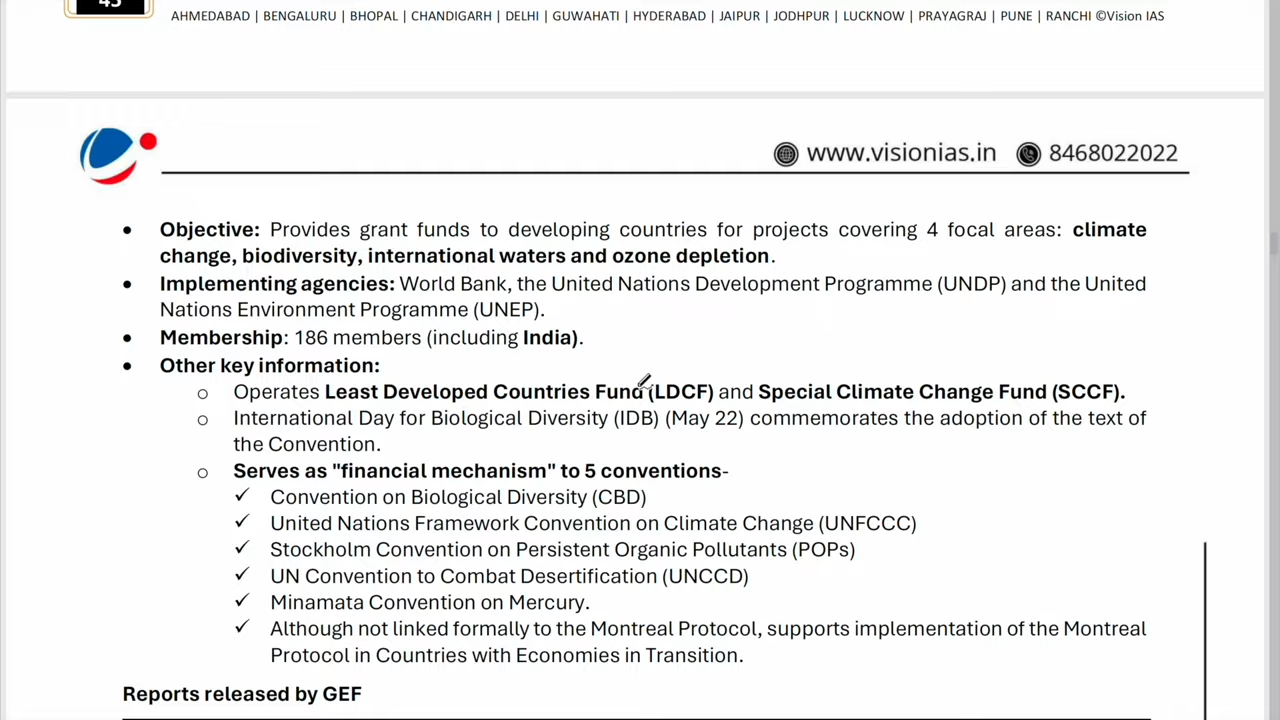 45
AHMEDABAD | BENGALURU | BHOPAL | CHANDIGARH | DELHI | GUWAHATI | HYDERABAD | JAIPUR | JODHPUR | LUCKNOW | PRAYAGRAJ | PUNE | RANCHI ©Vision IAS
www.visionias.in 8468022022
• Objective: Provides grant funds to developing countries for projects covering 4 focal areas: climate
change, biodiversity, international waters and ozone depletion.
• Implementing agencies: World Bank, the United Nations Development Programme (UNDP) and the United
Nations Environment Programme (UNEP).
• Membership: 186 members (including India).
• Other key information:
o Operates Least Developed Countries Fund (LDCF) and Special Climate Change Fund (SCCF).
o International Day for Biological Diversity (IDB) (May 22) commemorates the adoption of the text of
the Convention.
o Serves as "financial mechanism" to 5 conventions-
✓ Convention on Biological Diversity (CBD)
✓ United Nations Framework Convention on Climate Change (UNFCCC)
✓ Stockholm Convention on Persistent Organic Pollutants (POPs)
✓ UN Convention to Combat Desertification (UNCCD)
✓ Minamata Convention on Mercury.
✓ Although not linked formally to the Montreal Protocol, supports implementation of the Montreal
Protocol in Countries with Economies in Transition.
Reports released by GEF